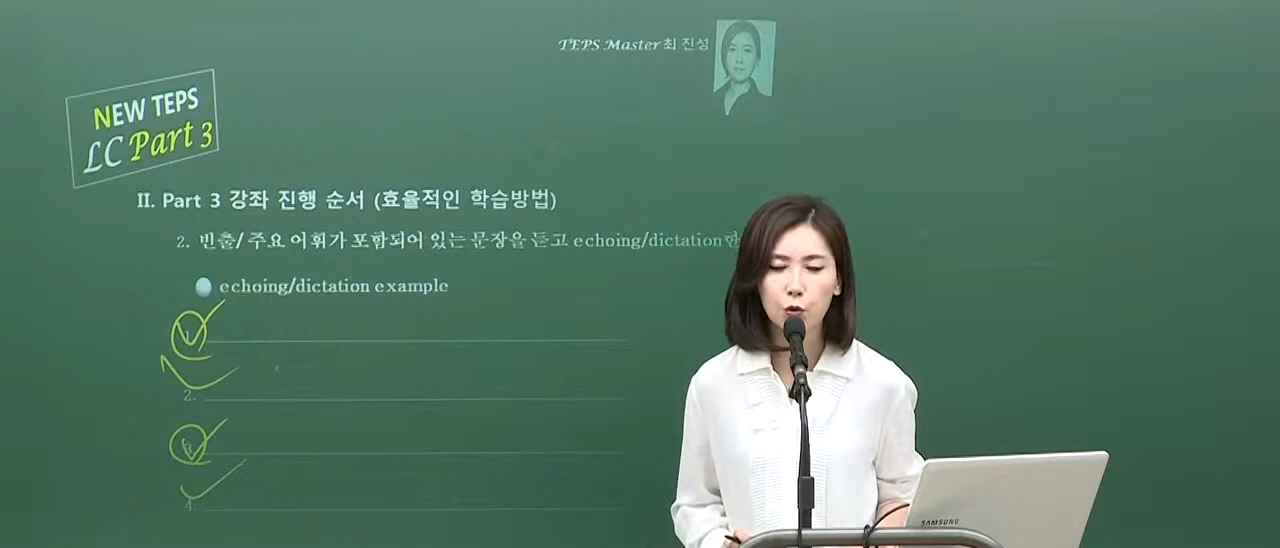 TEPS Master 최 진성
NEW TEPS
LC Part 3
II. Part 3 강좌 진행 순서 (효율적인 학습방법)
2. 빈출/ 주요 어휘가 포함되어 있는 문장을 듣고 echoing/dictation한
echoing/dictation example
1.
2.
3.
4.
SAMSUNG